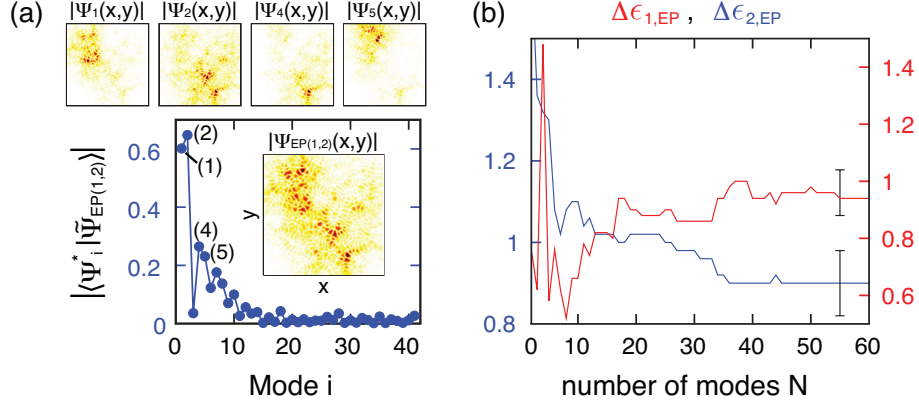 (a)
|Ψ1(x,y)| |Ψ2(x,y)| |Ψ4(x,y)| |Ψ5(x,y)|
|⟨Ψ*i |Ψ̃EP(1,2)⟩|
0.6
0.4
0.2
0
(2)
(1)
(4)
(5)
|ΨEP(1,2)(x,y)|
y
x
0 10 20 30 40
Mode i
(b)
Δϵ1,EP , Δϵ2,EP
1.4
1.2
1
0.8
1.4
1.2
1
0.8
0.6
0 10 20 30 40 50 60
number of modes N